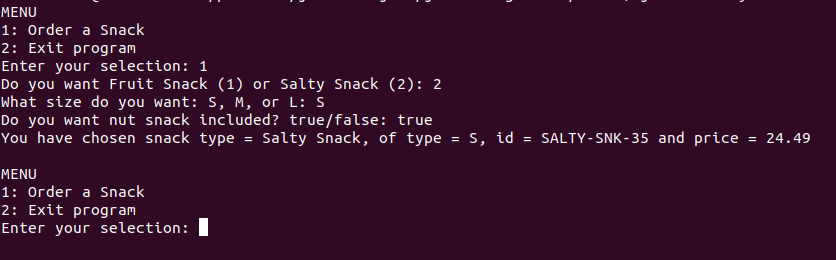 MENU
1: Order a Snack
2: Exit program
Enter your selection: 1
Do you want Fruit Snack (1) or Salty Snack (2): 2
What size do you want: S, M, or L: S
Do you want nut snack included? true/false: true
You have chosen snack type = Salty Snack, of type = S, id = SALTY-SNK-35 and price = 24.49
MENU
1: Order a Snack
2: Exit program
Enter your selection: